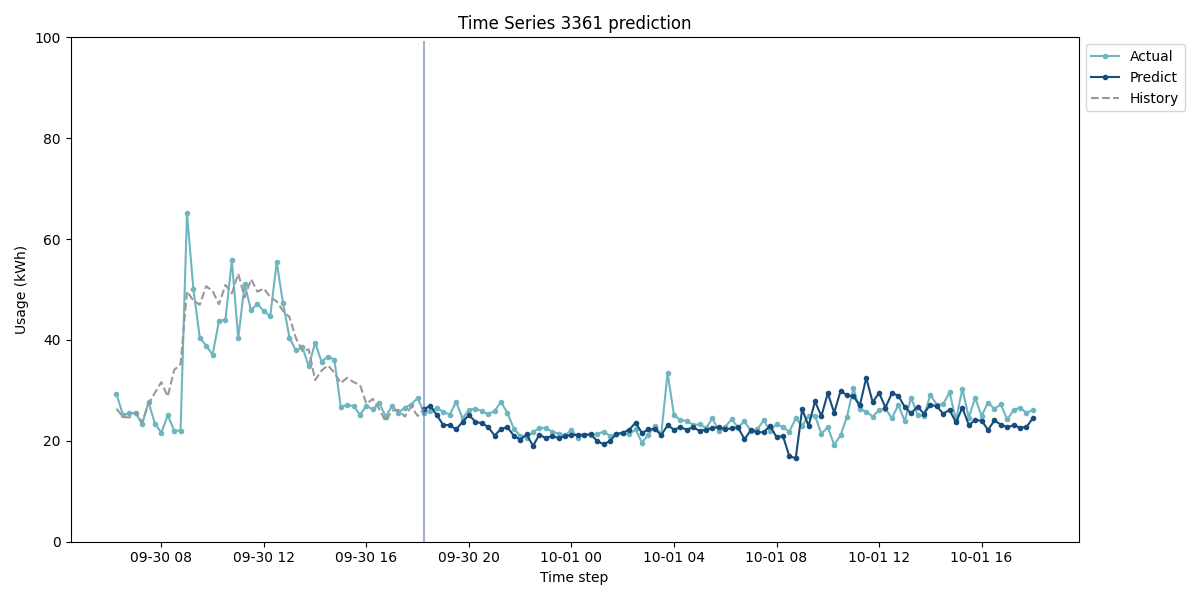 Time Series 3361 prediction
100
80
60
40
20
0
Usage (kWh)
09-30 08
09-30 12
09-30 16
09-30 20
10-01 00
10-01 04
10-01 08
10-01 12
10-01 16
Time step
Actual
Predict
History